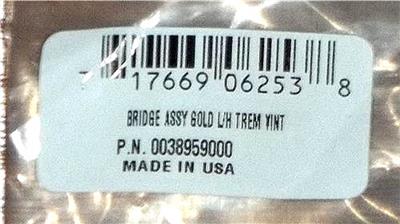 7 17669 06253 8
BRIDGE ASSY GOLD L/H TREM VINT
P.N. 0038959000
MADE IN USA